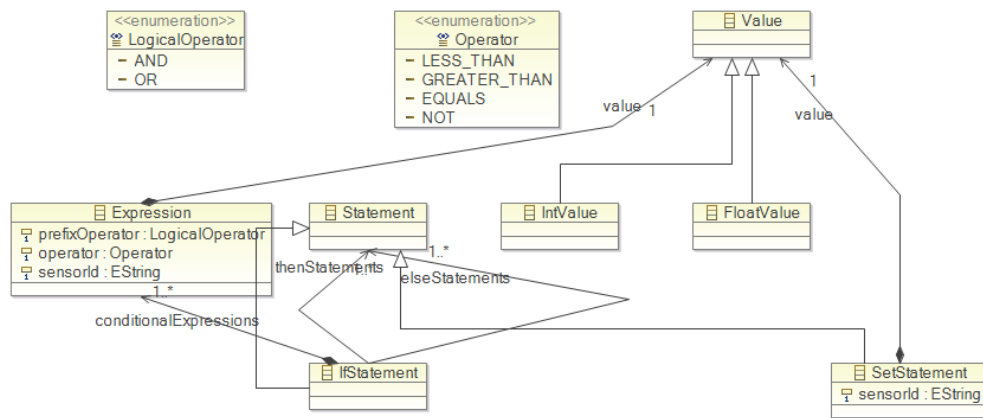 <<enumeration>>
LogicalOperator
AND
OR
<<enumeration>>
Operator
LESS_THAN
GREATER_THAN
EQUALS
NOT
Value
value
1
1
value
Expression
prefixOperator : LogicalOperator
operator : Operator
sensorId : EString
Statement
IntValue
FloatValue
1..*
thenStatements
elseStatements
1..*
conditionalExpressions
IfStatement
SetStatement
sensorId : EString